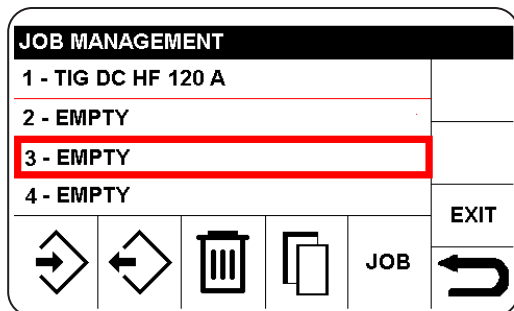 JOB MANAGEMENT
1 - TIG DC HF 120 A
2 - EMPTY
3 - EMPTY
4 - EMPTY
EXIT
JOB